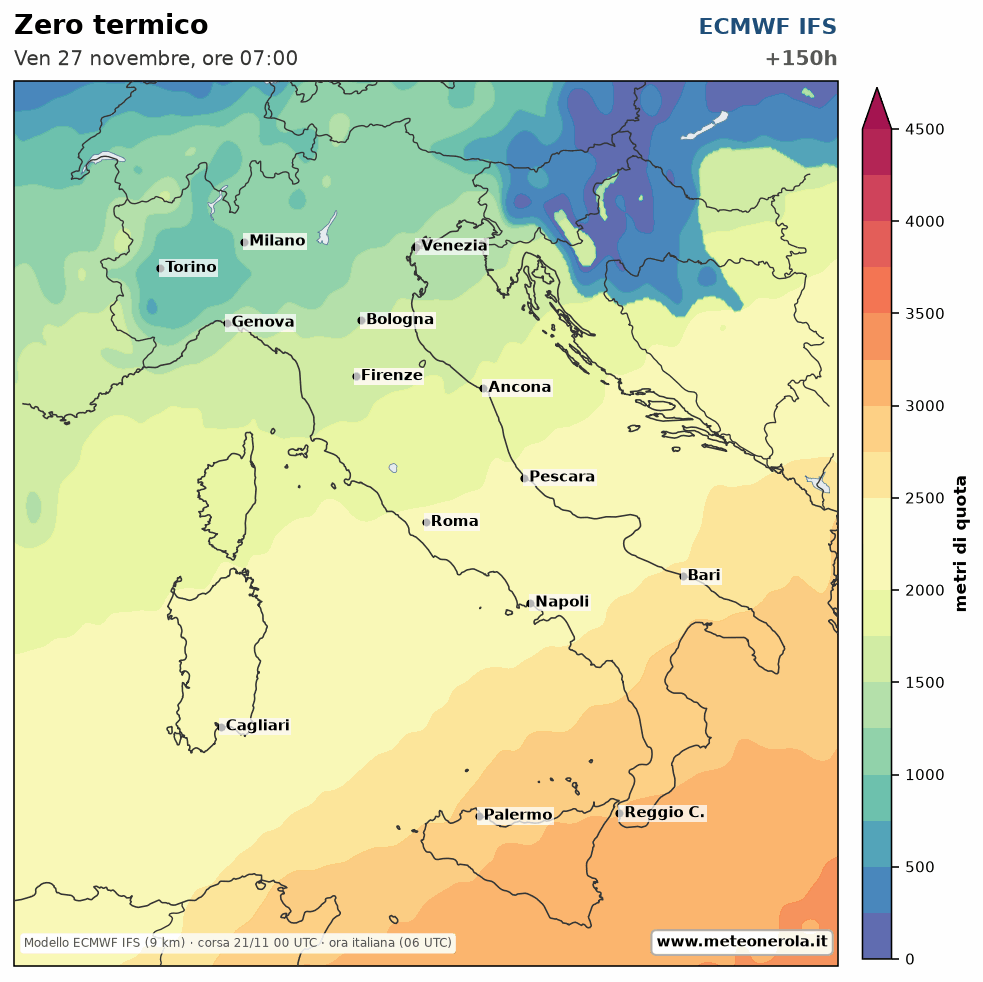 Zero termico
ECMWF IFS
Ven 27 novembre, ore 07:00
+150h
Milano
Venezia
Torino
Genova
Bologna
Firenze
Ancona
Pescara
Roma
Bari
Napoli
Cagliari
Palermo
Reggio C.
4500
4000
3500
3000
2500
2000
1500
1000
500
0
metri di quota
Modello ECMWF IFS (9 km) · corsa 21/11 00 UTC · ora italiana (06 UTC)
www.meteonerola.it